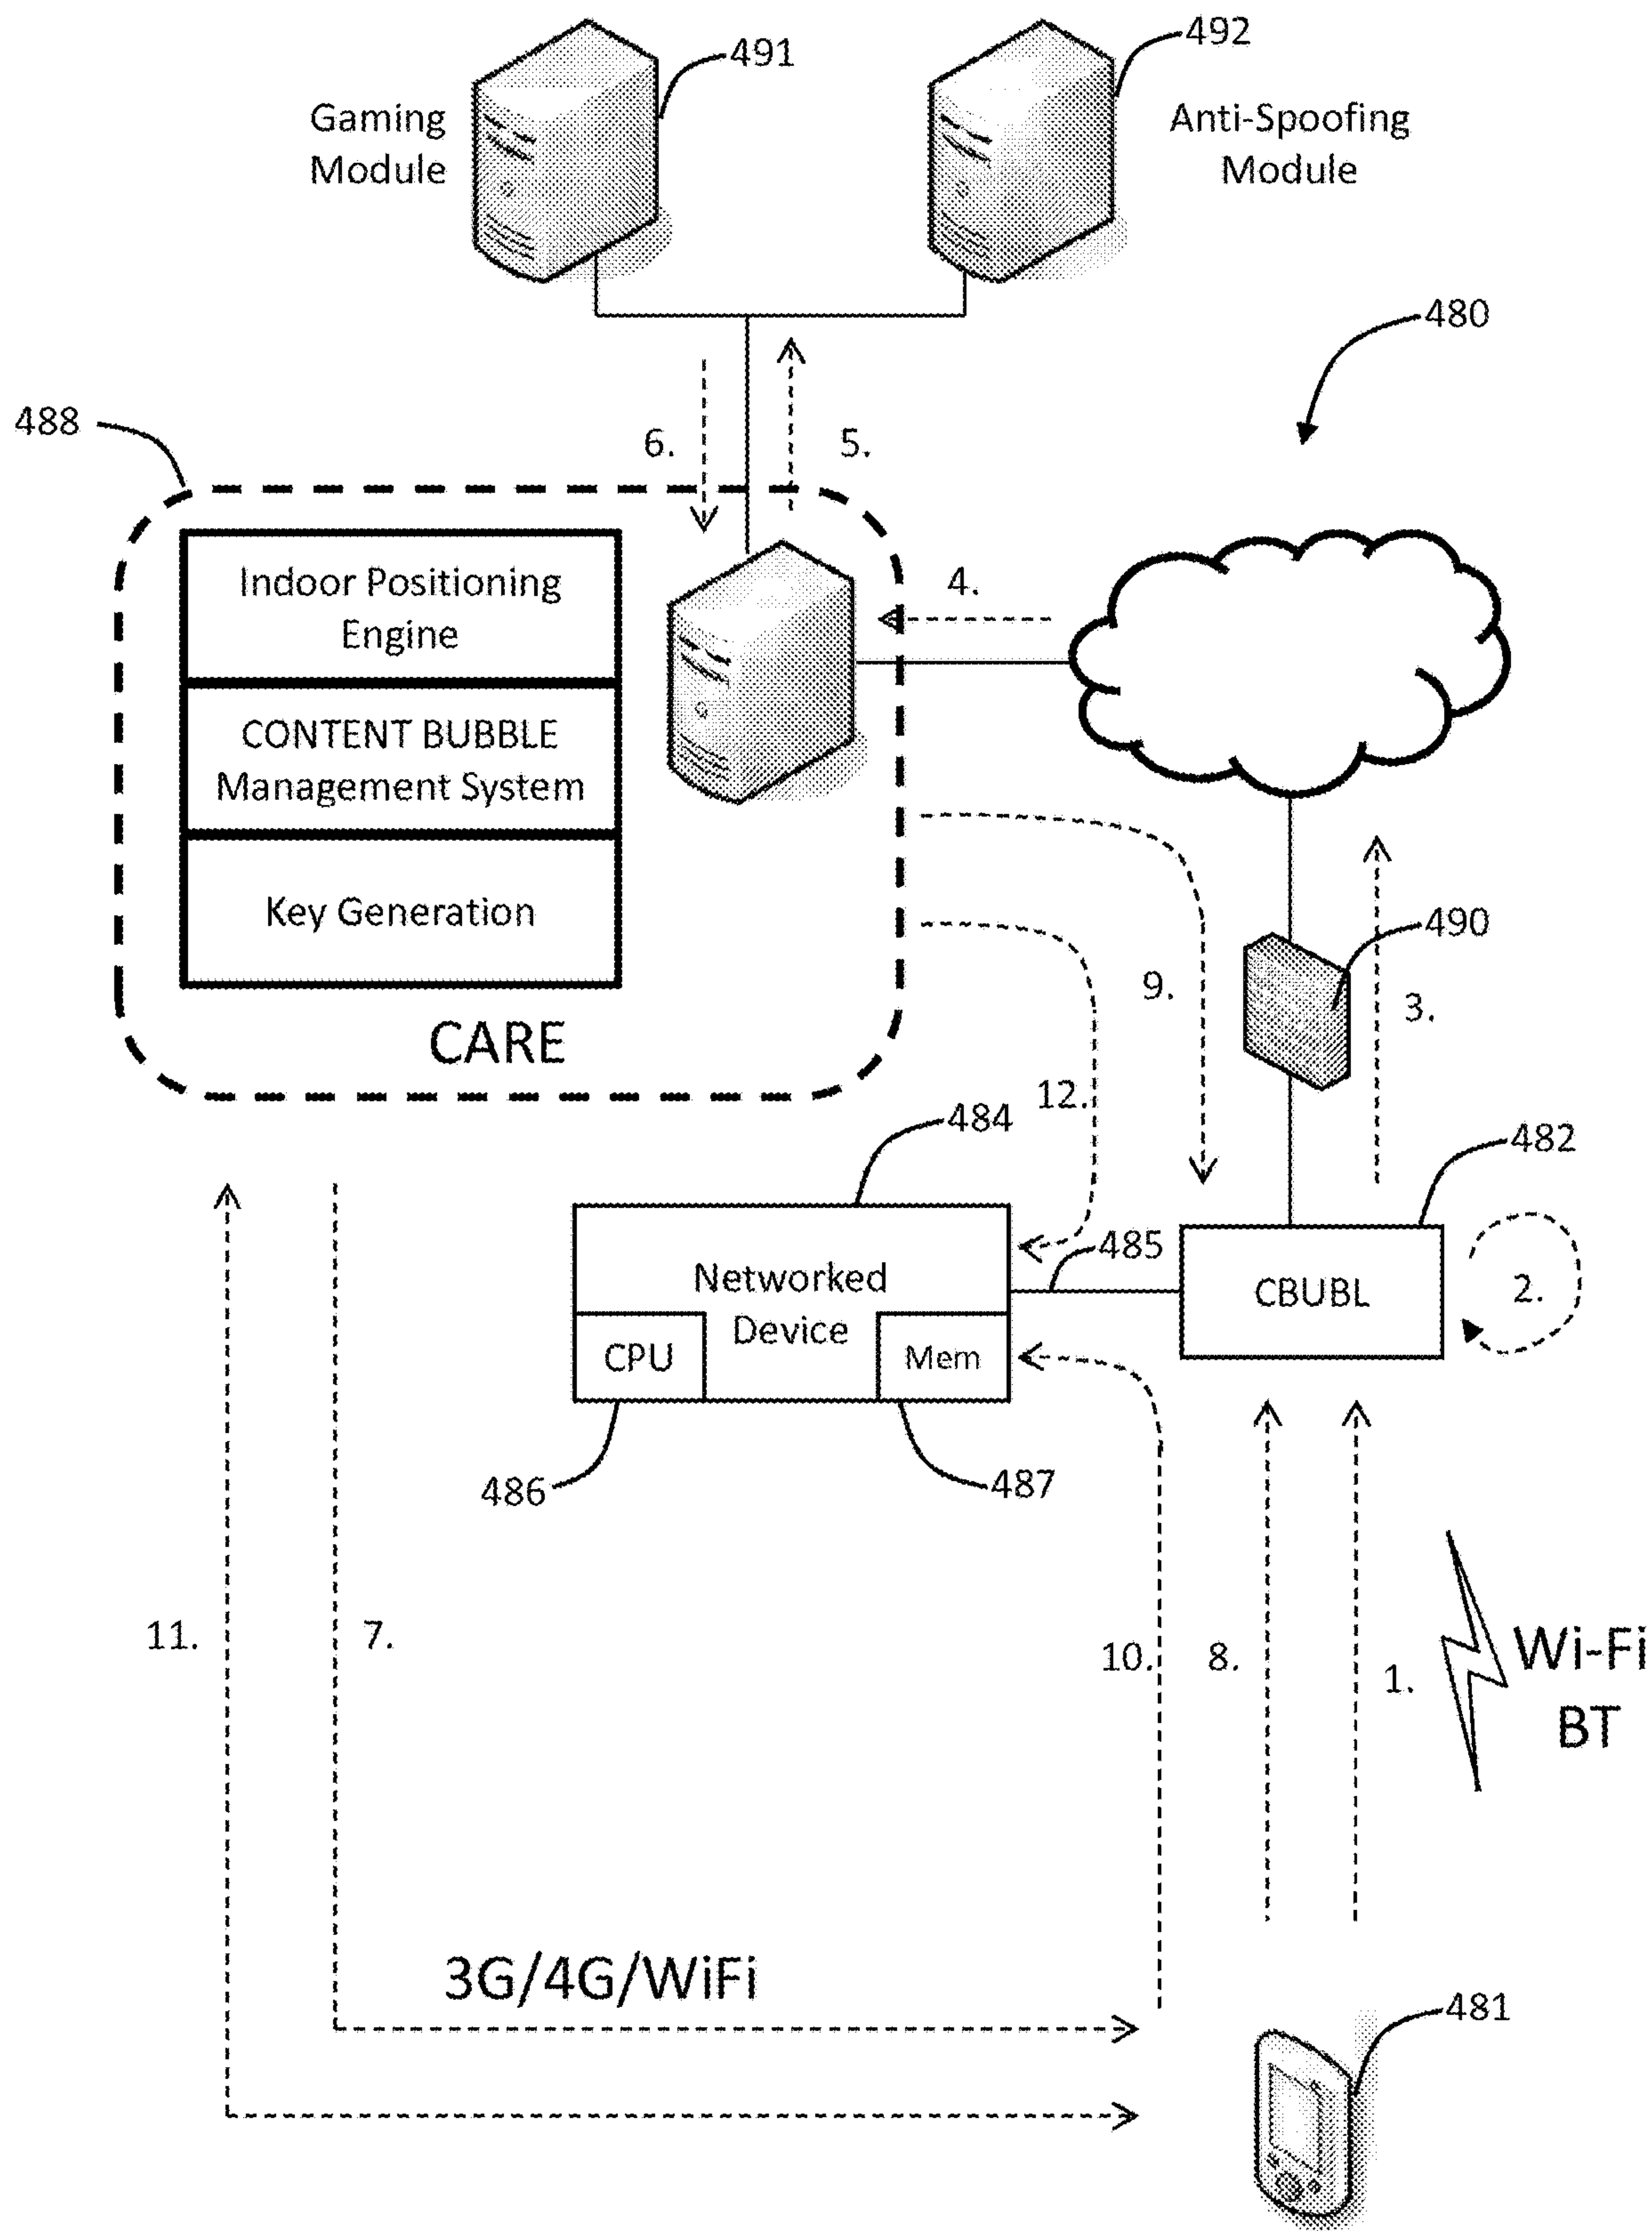 491
492
Gaming
Module
Anti-Spoofing
Module
480
488
6.
5.
Indoor Positioning
Engine
4.
CONTENT BUBBLE
Management System
Key Generation
490
9.
3.
CARE
12.
484
482
485
Networked
Device
CBUBL
2.
CPU
Mem
486
487
11.
7.
10.
8.
1.
Wi-Fi
BT
3G/4G/WiFi
481